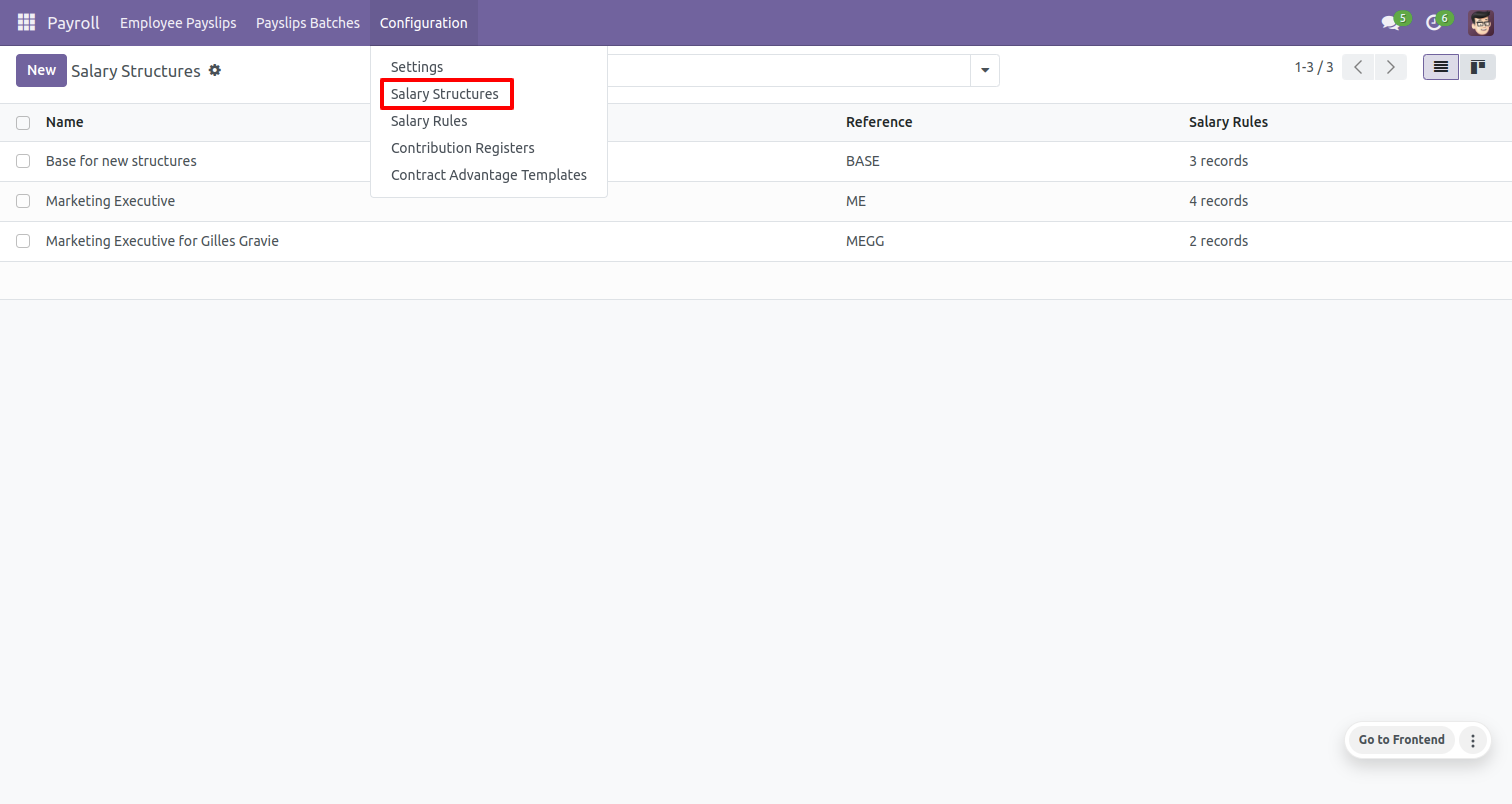 Payroll Employee Payslips Payslips Batches Configuration 5 6
New Salary Structures 1-3 / 3
Settings
Salary Structures
Salary Rules
Contribution Registers
Contract Advantage Templates
Name Reference Salary Rules
Base for new structures BASE 3 records
Marketing Executive ME 4 records
Marketing Executive for Gilles Gravie MEGG 2 records
Go to Frontend